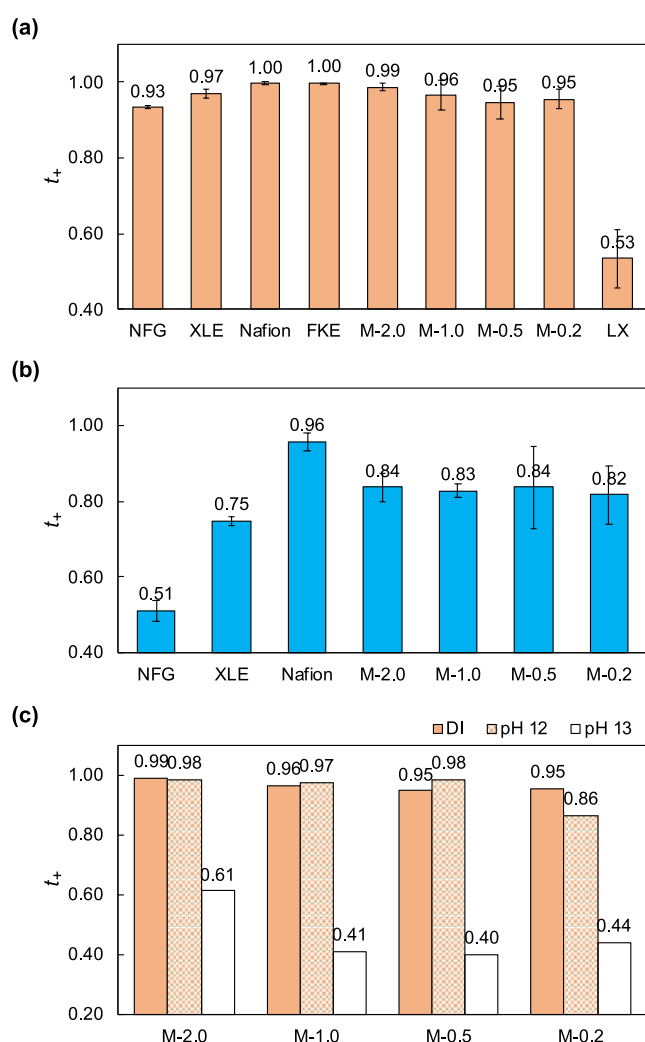 (a)
t+
1.00
0.80
0.60
0.40
0.93
0.97
1.00
1.00
0.99
0.96
0.95
0.95
0.53
NFG XLE Nafion FKE M-2.0 M-1.0 M-0.5 M-0.2 LX
(b)
t+
1.00
0.80
0.60
0.40
0.51
0.75
0.96
0.84
0.83
0.84
0.82
NFG XLE Nafion M-2.0 M-1.0 M-0.5 M-0.2
(c)
DI pH 12 pH 13
t+
1.00
0.80
0.60
0.40
0.20
0.99 0.98 0.61
0.96 0.97 0.41
0.95 0.98 0.40
0.95 0.86 0.44
M-2.0 M-1.0 M-0.5 M-0.2